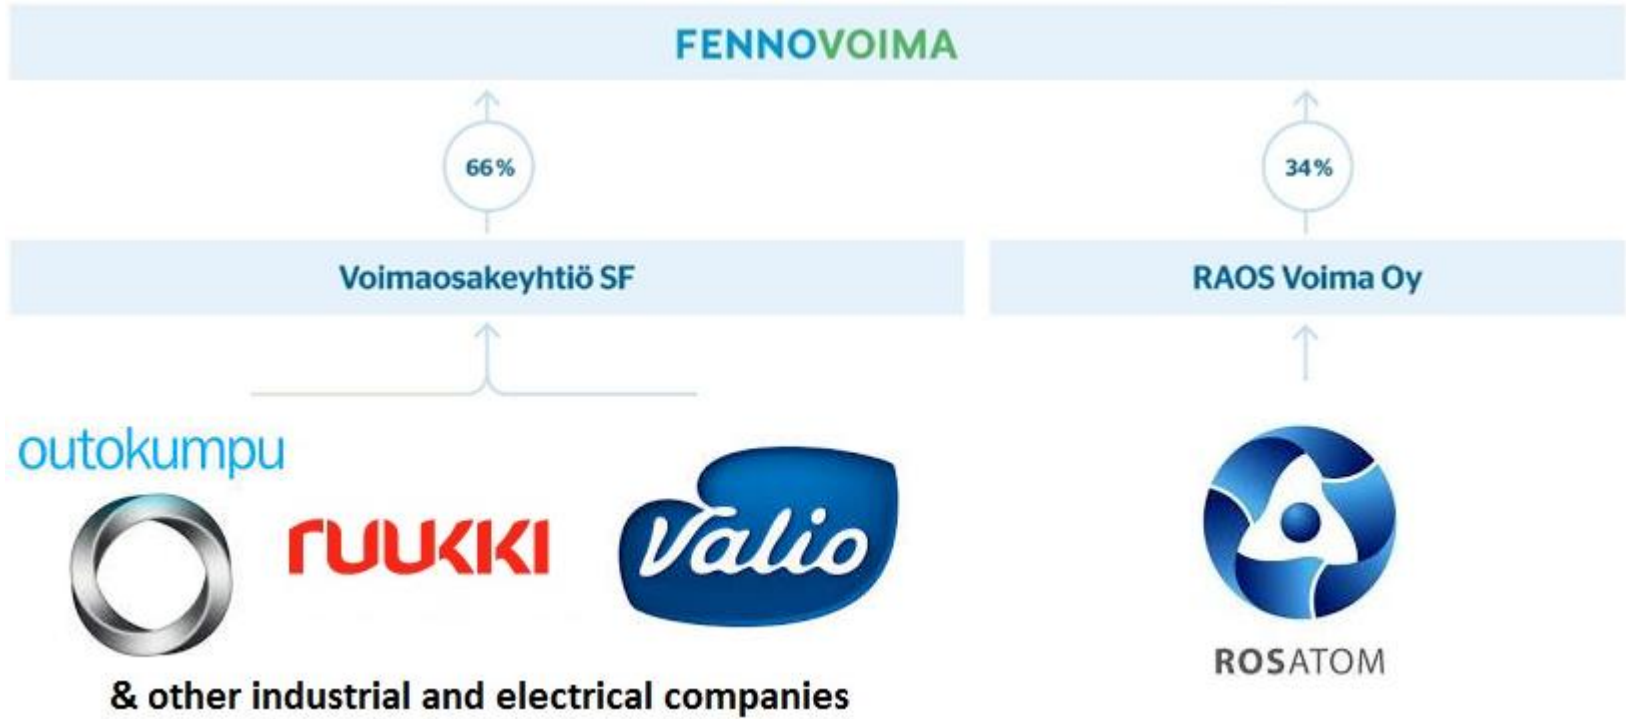 FENNOVOIMA
66%
34%
Voimaosakeyhtiö SF
RAOS Voima Oy
outokumpu
ruukki
Valio
ROSATOM
& other industrial and electrical companies